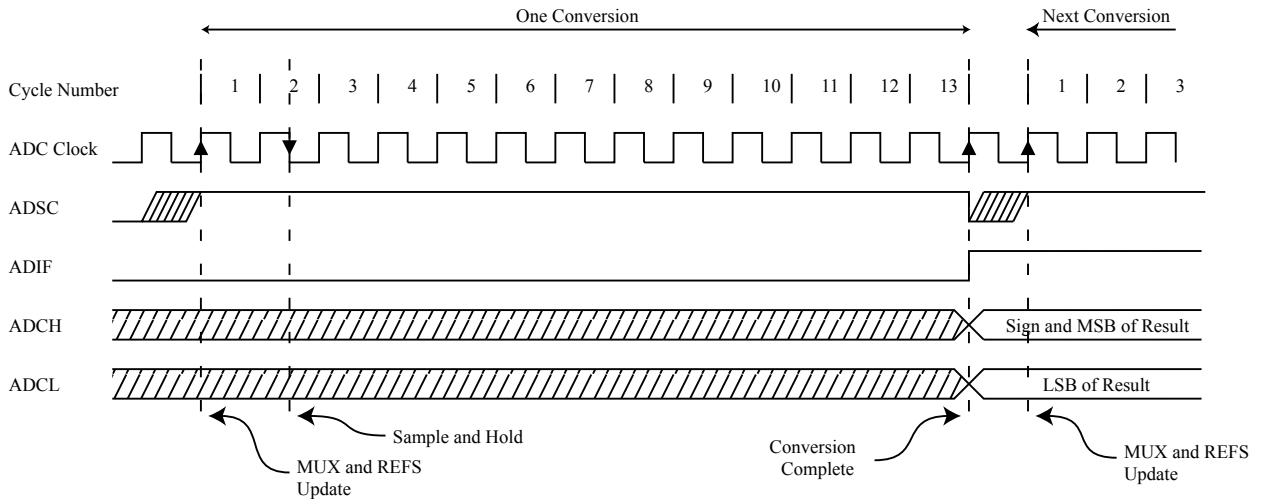 One Conversion
Next Conversion
Cycle Number 1 2 3 4 5 6 7 8 9 10 11 12 13 1 2 3
ADC Clock
ADSC
ADIF
ADCH
Sign and MSB of Result
ADCL
LSB of Result
Sample and Hold
MUX and REFS
Update
Conversion
Complete
MUX and REFS
Update